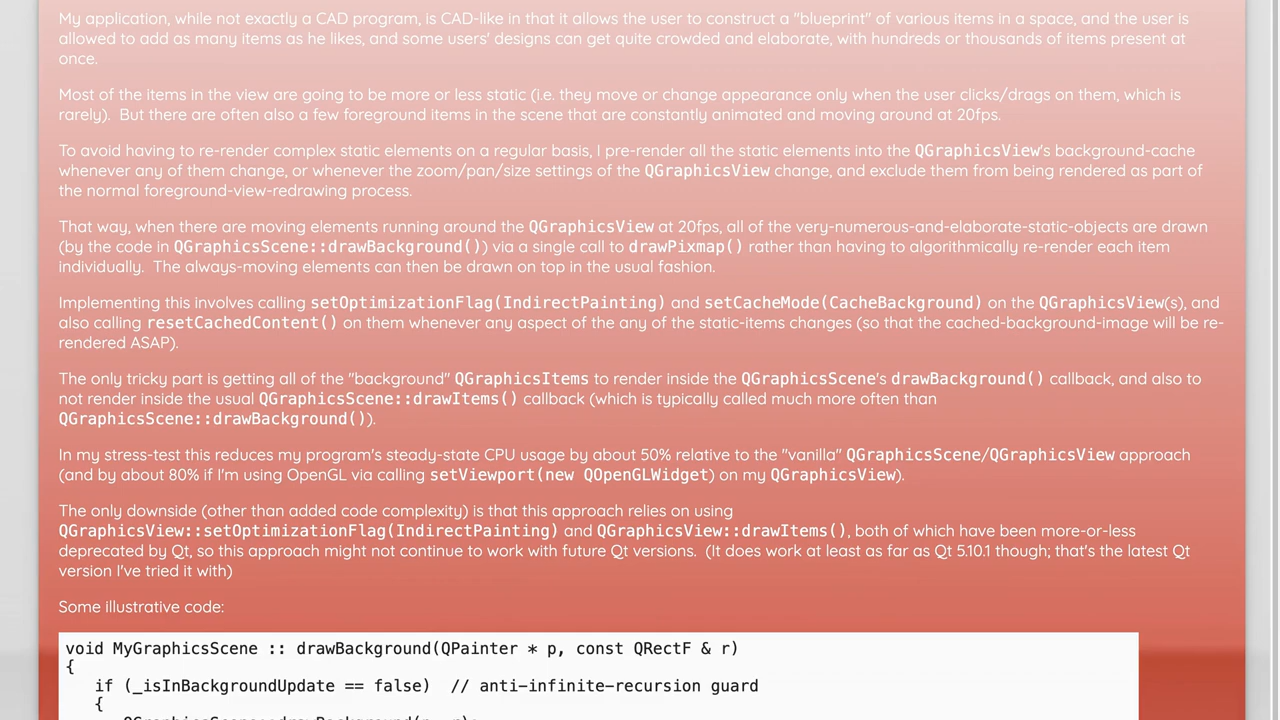 My application, while not exactly a CAD program, is CAD-like in that it allows the user to construct a "blueprint" of various items in a space, and the user is
allowed to add as many items as he likes, and some users' designs can get quite crowded and elaborate, with hundreds or thousands of items present at
once.
Most of the items in the view are going to be more or less static (i.e. they move or change appearance only when the user clicks/drags on them, which is
rarely).  But there are often also a few foreground items in the scene that are constantly animated and moving around at 20fps.
To avoid having to re-render complex static elements on a regular basis, I pre-render all the static elements into the QGraphicsView's background-cache
whenever any of them change, or whenever the zoom/pan/size settings of the QGraphicsView change, and exclude them from being rendered as part of
the normal foreground-view-redrawing process.
That way, when there are moving elements running around the QGraphicsView at 20fps, all of the very-numerous-and-elaborate-static-objects are drawn
(by the code in QGraphicsScene::drawBackground()) via a single call to drawPixmap() rather than having to algorithmically re-render each item
individually.  The always-moving elements can then be drawn on top in the usual fashion.
Implementing this involves calling setOptimizationFlag(IndirectPainting) and setCacheMode(CacheBackground) on the QGraphicsView(s), and
also calling resetCachedContent() on them whenever any aspect of the any of the static-items changes (so that the cached-background-image will be re-
rendered ASAP).
The only tricky part is getting all of the "background" QGraphicsItems to render inside the QGraphicsScene's drawBackground() callback, and also to
not render inside the usual QGraphicsScene::drawItems() callback (which is typically called much more often than
QGraphicsScene::drawBackground()).
In my stress-test this reduces my program's steady-state CPU usage by about 50% relative to the "vanilla" QGraphicsScene/QGraphicsView approach
(and by about 80% if I'm using OpenGL via calling setViewport(new QOpenGLWidget) on my QGraphicsView).
The only downside (other than added code complexity) is that this approach relies on using
QGraphicsView::setOptimizationFlag(IndirectPainting) and QGraphicsView::drawItems(), both of which have been more-or-less
deprecated by Qt, so this approach might not continue to work with future Qt versions.  (It does work at least as far as Qt 5.10.1 though; that's the latest Qt
version I've tried it with)
Some illustrative code:
void MyGraphicsScene :: drawBackground(QPainter * p, const QRectF & r)
{
if (_isInBackgroundUpdate == false)  // anti-infinite-recursion guard
{
QGraphicsScene::drawBackground(p, r);